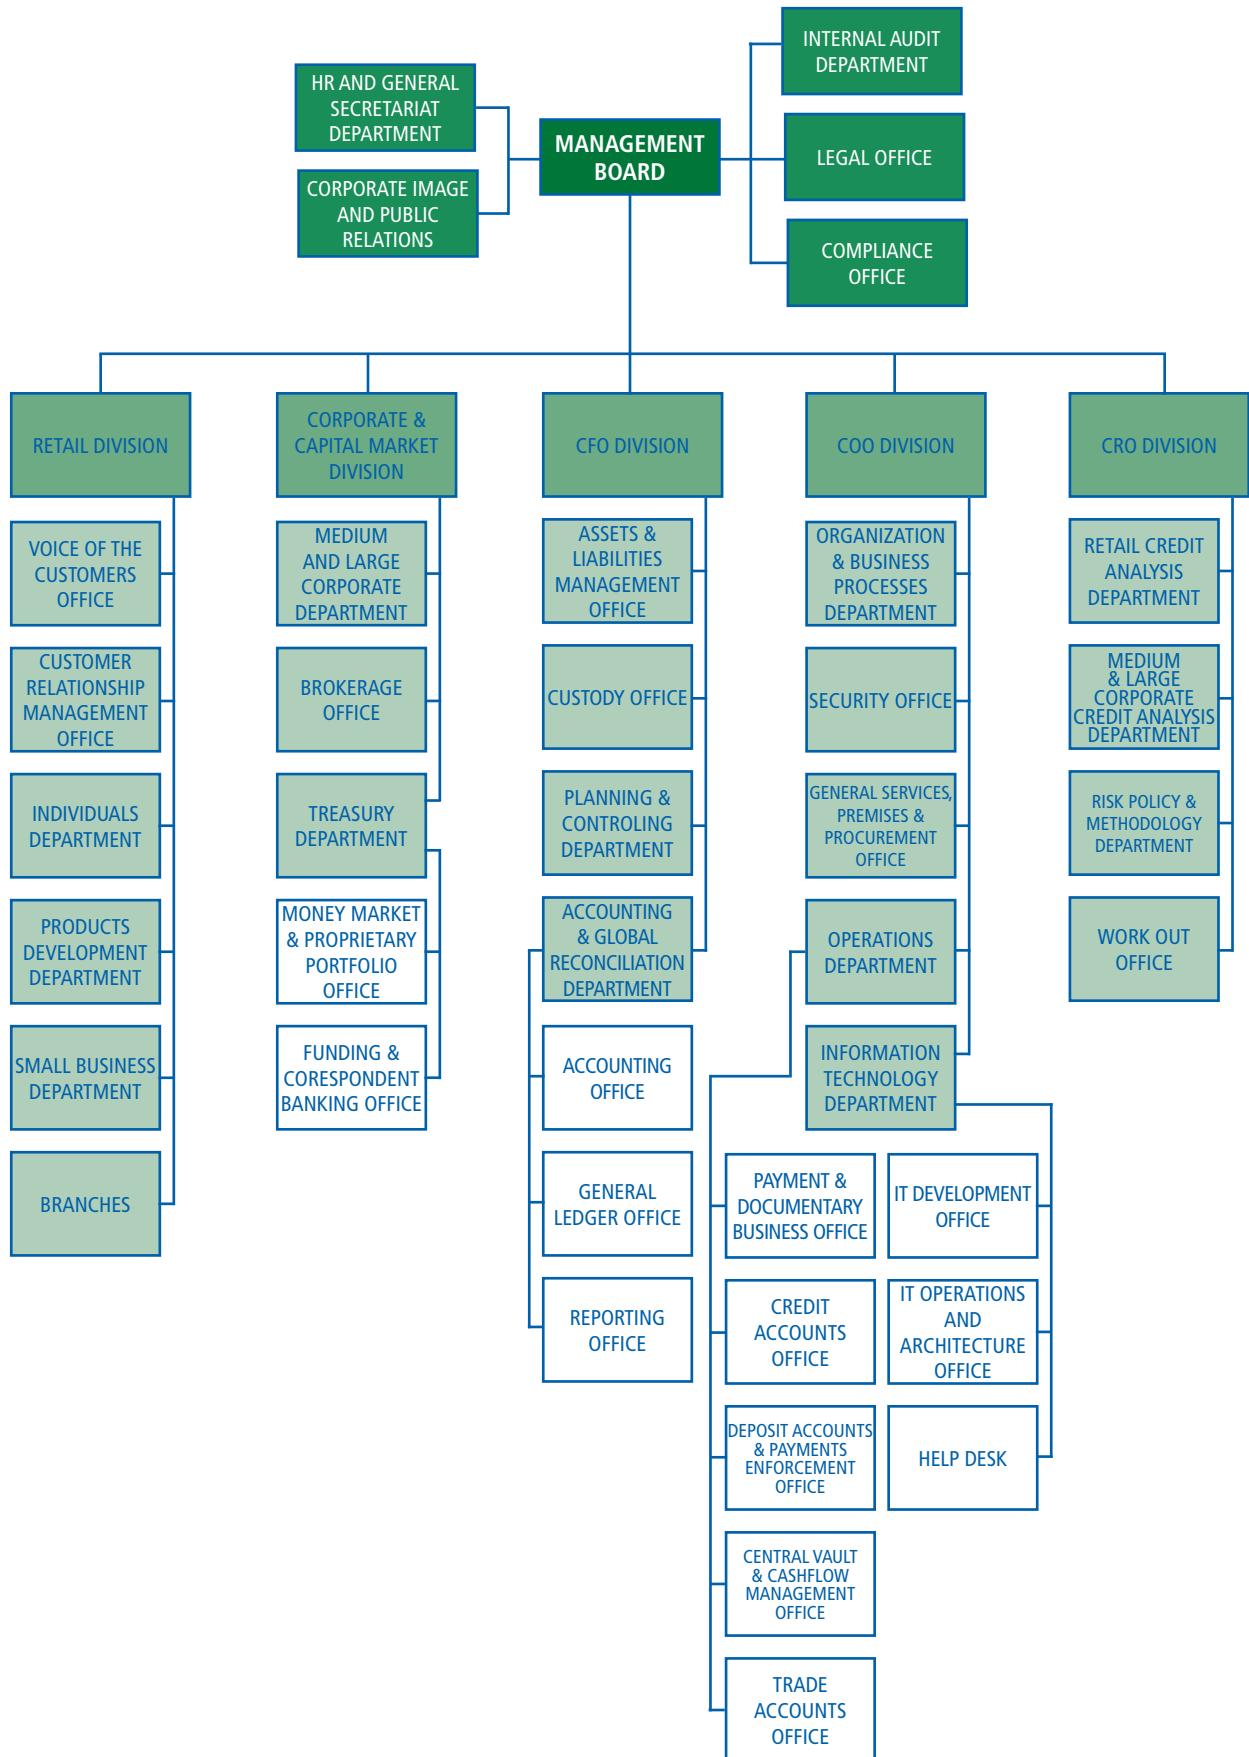 INTERNAL AUDIT
DEPARTMENT
HR AND GENERAL
SECRETARIAT
DEPARTMENT
MANAGEMENT
BOARD
LEGAL OFFICE
CORPORATE IMAGE
AND PUBLIC
RELATIONS
COMPLIANCE
OFFICE
RETAIL DIVISION
CORPORATE &
CAPITAL MARKET
DIVISION
CFO DIVISION
COO DIVISION
CRO DIVISION
VOICE OF THE
CUSTOMERS
OFFICE
CUSTOMER
RELATIONSHIP
MANAGEMENT
OFFICE
INDIVIDUALS
DEPARTMENT
PRODUCTS
DEVELOPMENT
DEPARTMENT
SMALL BUSINESS
DEPARTMENT
BRANCHES
MEDIUM
AND LARGE
CORPORATE
DEPARTMENT
BROKERAGE
OFFICE
TREASURY
DEPARTMENT
MONEY MARKET
& PROPRIETARY
PORTFOLIO
OFFICE
FUNDING &
CORESPONDENT
BANKING OFFICE
ASSETS &
LIABILITIES
MANAGEMENT
OFFICE
CUSTODY OFFICE
PLANNING &
CONTROLING
DEPARTMENT
ACCOUNTING
& GLOBAL
RECONCILIATION
DEPARTMENT
ACCOUNTING
OFFICE
GENERAL
LEDGER OFFICE
REPORTING
OFFICE
ORGANIZATION
& BUSINESS
PROCESSES
DEPARTMENT
SECURITY OFFICE
GENERAL SERVICES,
PREMISES &
PROCUREMENT
OFFICE
OPERATIONS
DEPARTMENT
INFORMATION
TECHNOLOGY
DEPARTMENT
PAYMENT &
DOCUMENTARY
BUSINESS OFFICE
CREDIT
ACCOUNTS
OFFICE
DEPOSIT ACCOUNTS
& PAYMENTS
ENFORCEMENT
OFFICE
CENTRAL VAULT
& CASHFLOW
MANAGEMENT
OFFICE
TRADE
ACCOUNTS
OFFICE
IT DEVELOPMENT
OFFICE
IT OPERATIONS
AND
ARCHITECTURE
OFFICE
HELP DESK
RETAIL CREDIT
ANALYSIS
DEPARTMENT
MEDIUM
& LARGE
CORPORATE
CREDIT ANALYSIS
DEPARTMENT
RISK POLICY &
METHODOLOGY
DEPARTMENT
WORK OUT
OFFICE